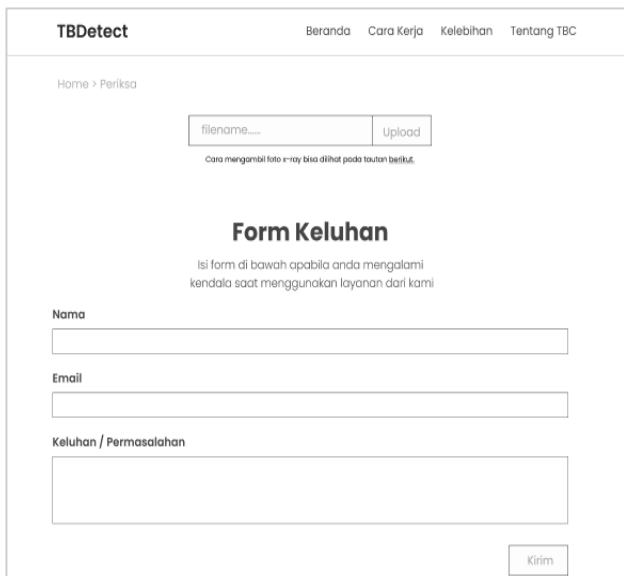 TBDetect
Beranda Cara Kerja Kelebihan Tentang TBC
Home > Periksa
filename..... Upload
Cara mengambil foto x-ray bisa dilihat pada tautan berikut.
Form Keluhan
Isi form di bawah apabila anda mengalami
kendala saat menggunakan layanan dari kami
Nama
Email
Keluhan / Permasalahan
Kirim